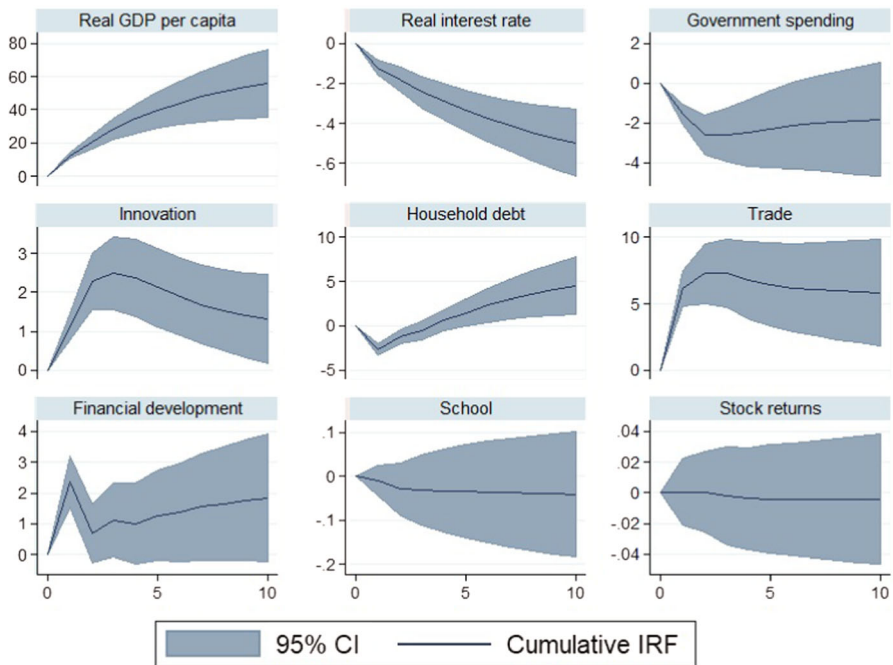 Real GDP per capita
80
60
40
20
0
Real interest rate
0
-.2
-.4
-.6
Government spending
2
0
-2
-4
Innovation
3
2
1
0
Household debt
10
5
0
-5
Trade
10
5
0
Financial development
4
3
2
1
0
0 5 10
School
.1
0
-.1
-.2
0 5 10
Stock returns
.04
.02
0
-.02
-.04
0 5 10
95% CI
Cumulative IRF